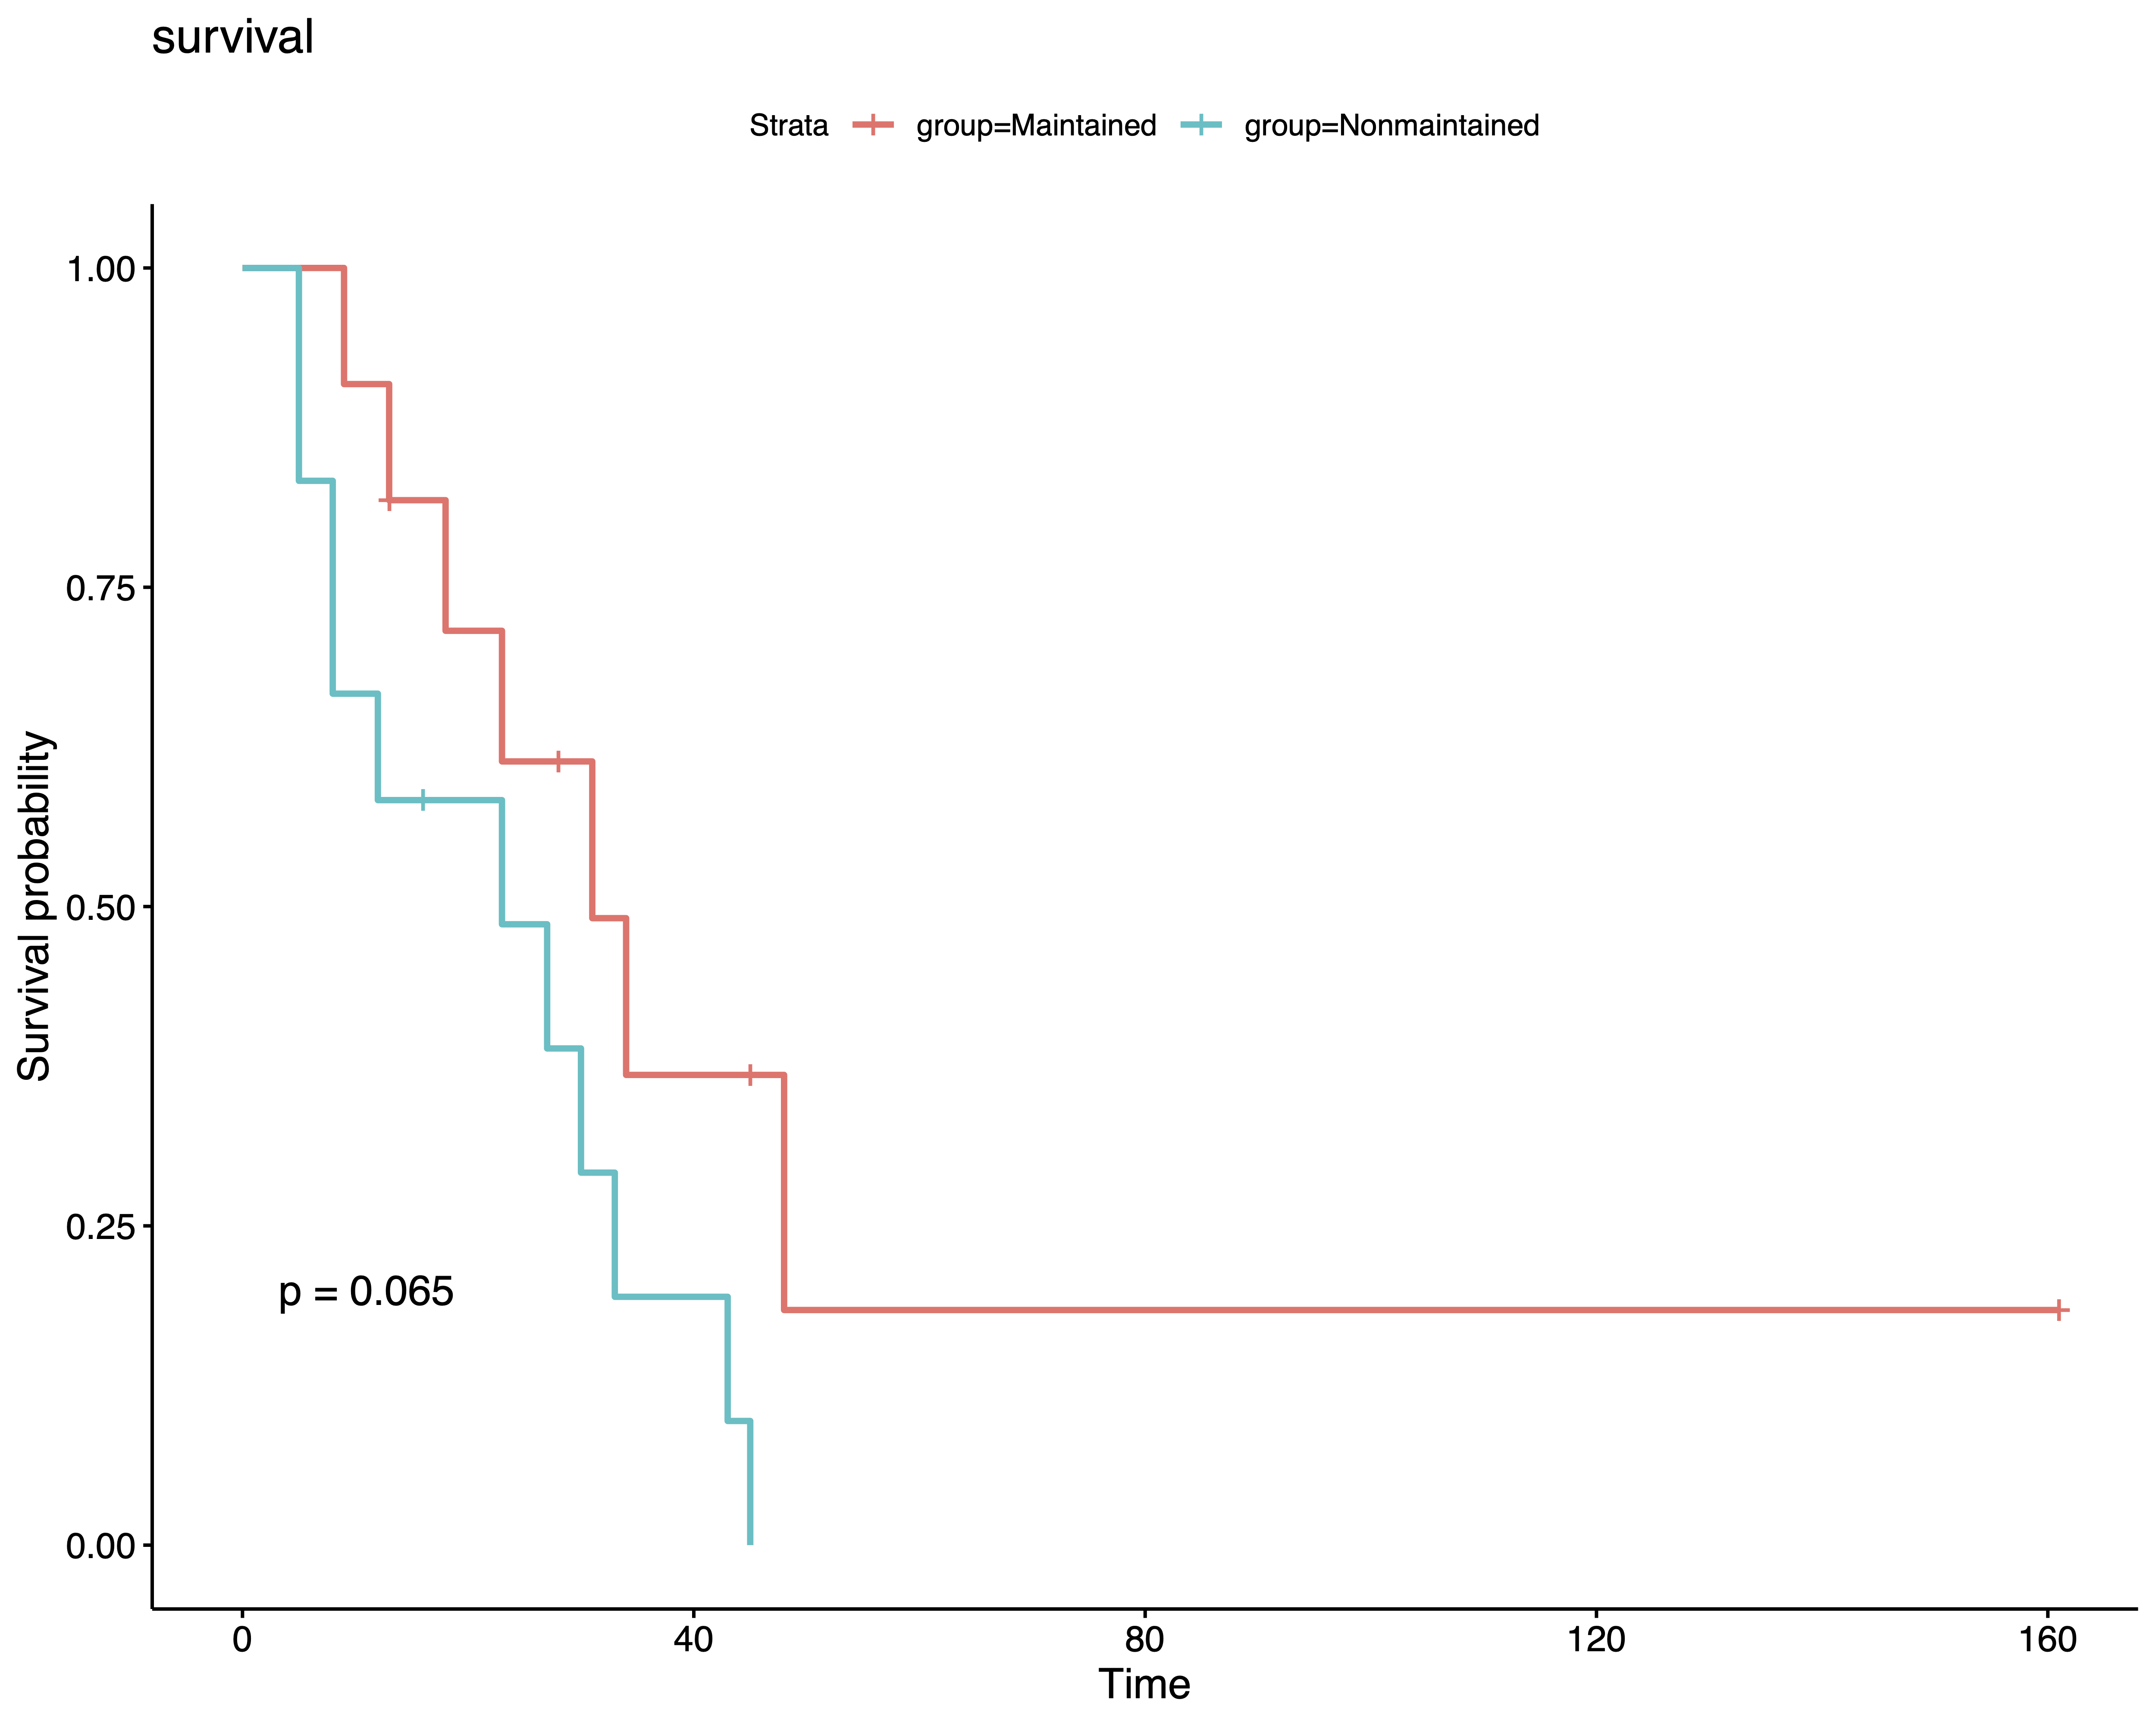 survival
Strata group=Maintained group=Nonmaintained
Survival probability
1.00
0.75
0.50
0.25
0.00
p = 0.065
0 40 80 120 160
Time